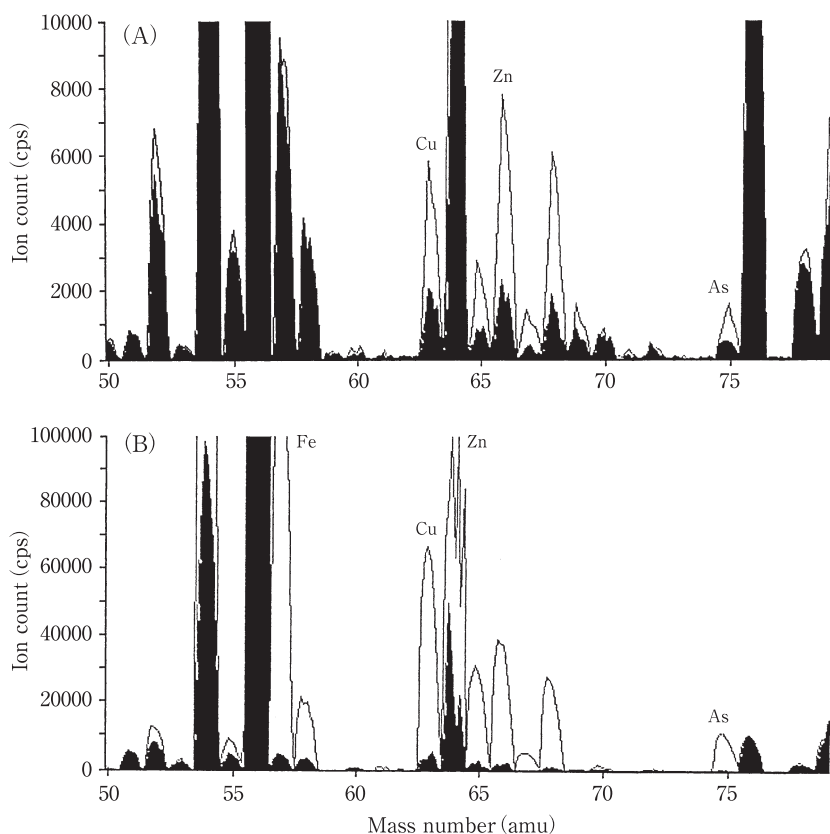 (A)
Ion count (cps)
10000
8000
6000
4000
2000
0
Cu
Zn
As
50 55 60 65 70 75
(B)
Ion count (cps)
100000
80000
60000
40000
20000
0
Fe
Cu
Zn
As
50 55 60 65 70 75
Mass number (amu)